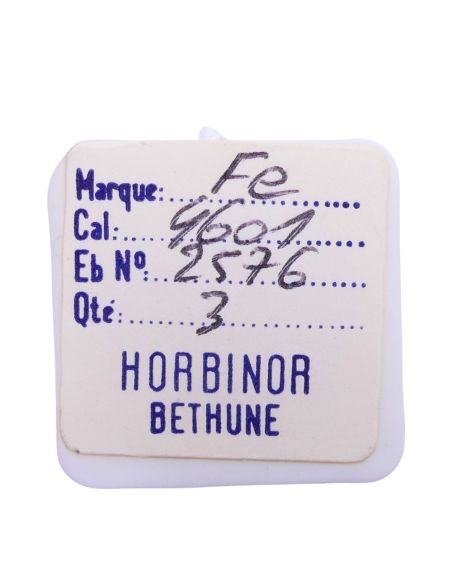 Marque: Fe
Cal: 4601
Eb Nº: 2576
Qté: 3
HORBINOR
BETHUNE